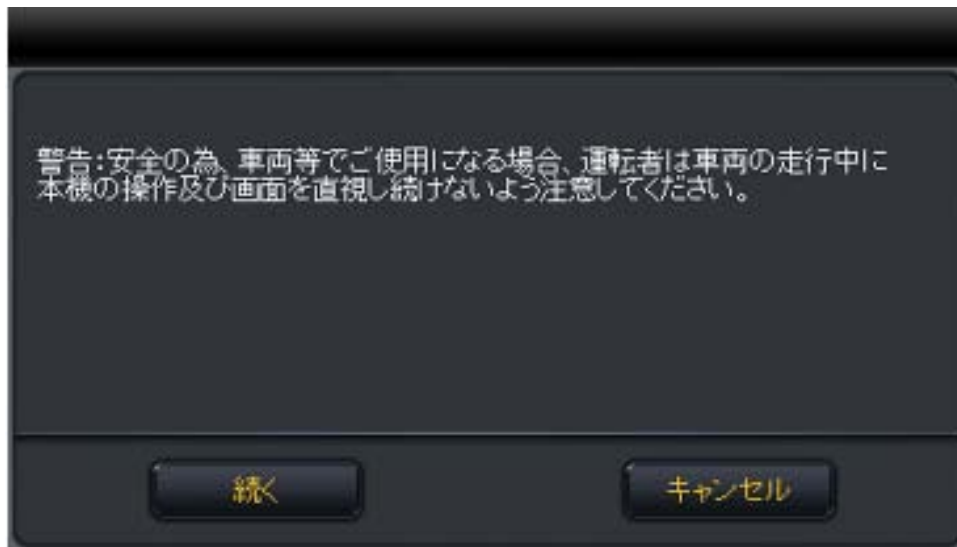 警告:安全の為、車両等でご使用になる場合、運転者は車両の走行中に
本機の操作及び画面を直視し続けないよう注意してください。
続く
キャンセル